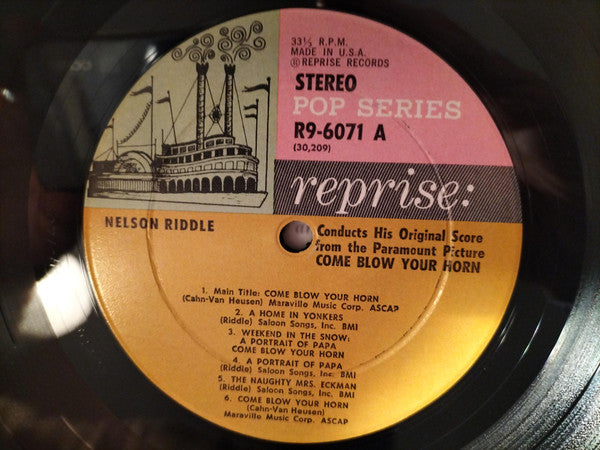 33⅓ R.P.M.
MADE IN U.S.A.
Ⓡ REPRISE RECORDS
STEREO
POP SERIES
R9-6071 A
(30,209)
reprise:
NELSON RIDDLE
Conducts His Original Score
from the Paramount Picture
COME BLOW YOUR HORN
1. Main Title: COME BLOW YOUR HORN
(Cahn-Van Heusen) Maraville Music Corp. ASCAP
2. A HOME IN YONKERS
(Riddle) Saloon Songs, Inc. BMI
3. WEEKEND IN THE SNOW:
A PORTRAIT OF PAPA
COME BLOW YOUR HORN
4. A PORTRAIT OF PAPA
(Riddle) Saloon Songs, Inc. BMI
5. THE NAUGHTY MRS. ECKMAN
(Riddle) Saloon Songs, Inc. BMI
6. COME BLOW YOUR HORN
(Cahn-Van Heusen)
Maraville Music Corp. ASCAP